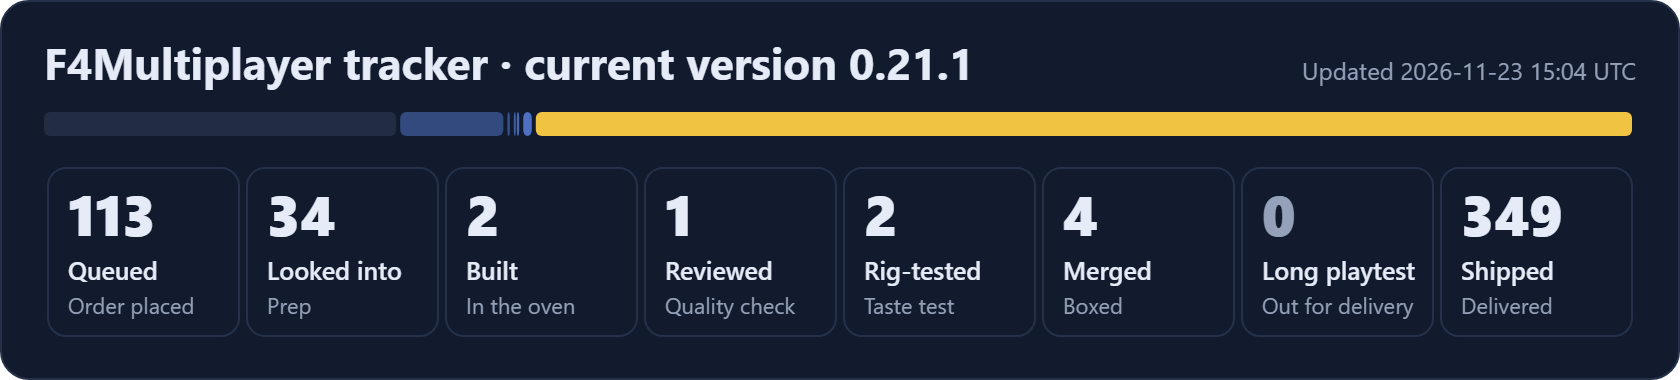 F4Multiplayer tracker · current version 0.21.1
Updated 2026-11-23 15:04 UTC
113
Queued
Order placed
34
Looked into
Prep
2
Built
In the oven
1
Reviewed
Quality check
2
Rig-tested
Taste test
4
Merged
Boxed
0
Long playtest
Out for delivery
349
Shipped
Delivered